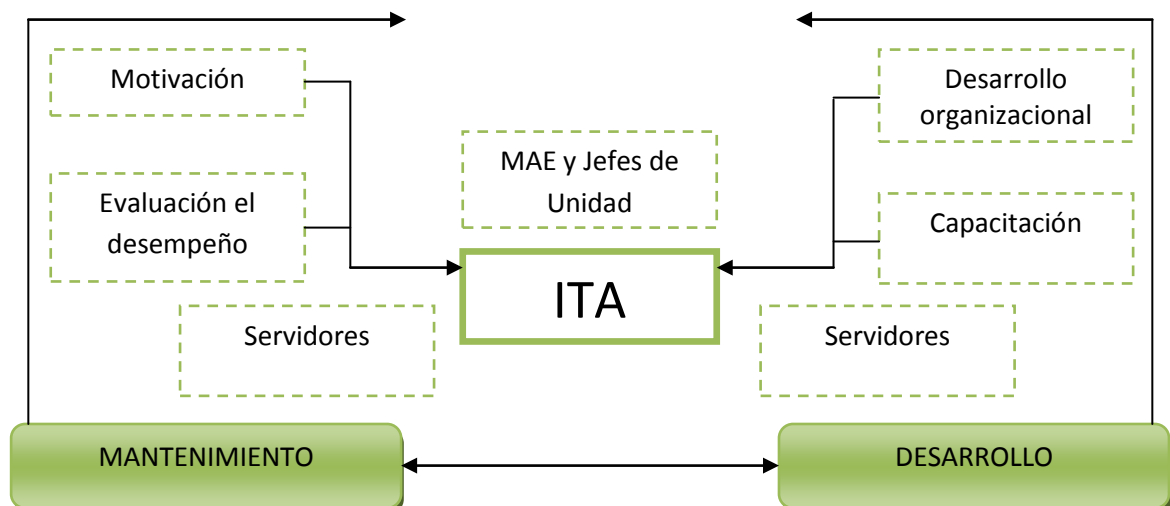 Motivación
Desarrollo
organizacional
MAE y Jefes de
Unidad
Evaluación el
desempeño
Capacitación
ITA
Servidores
Servidores
MANTENIMIENTO
DESARROLLO